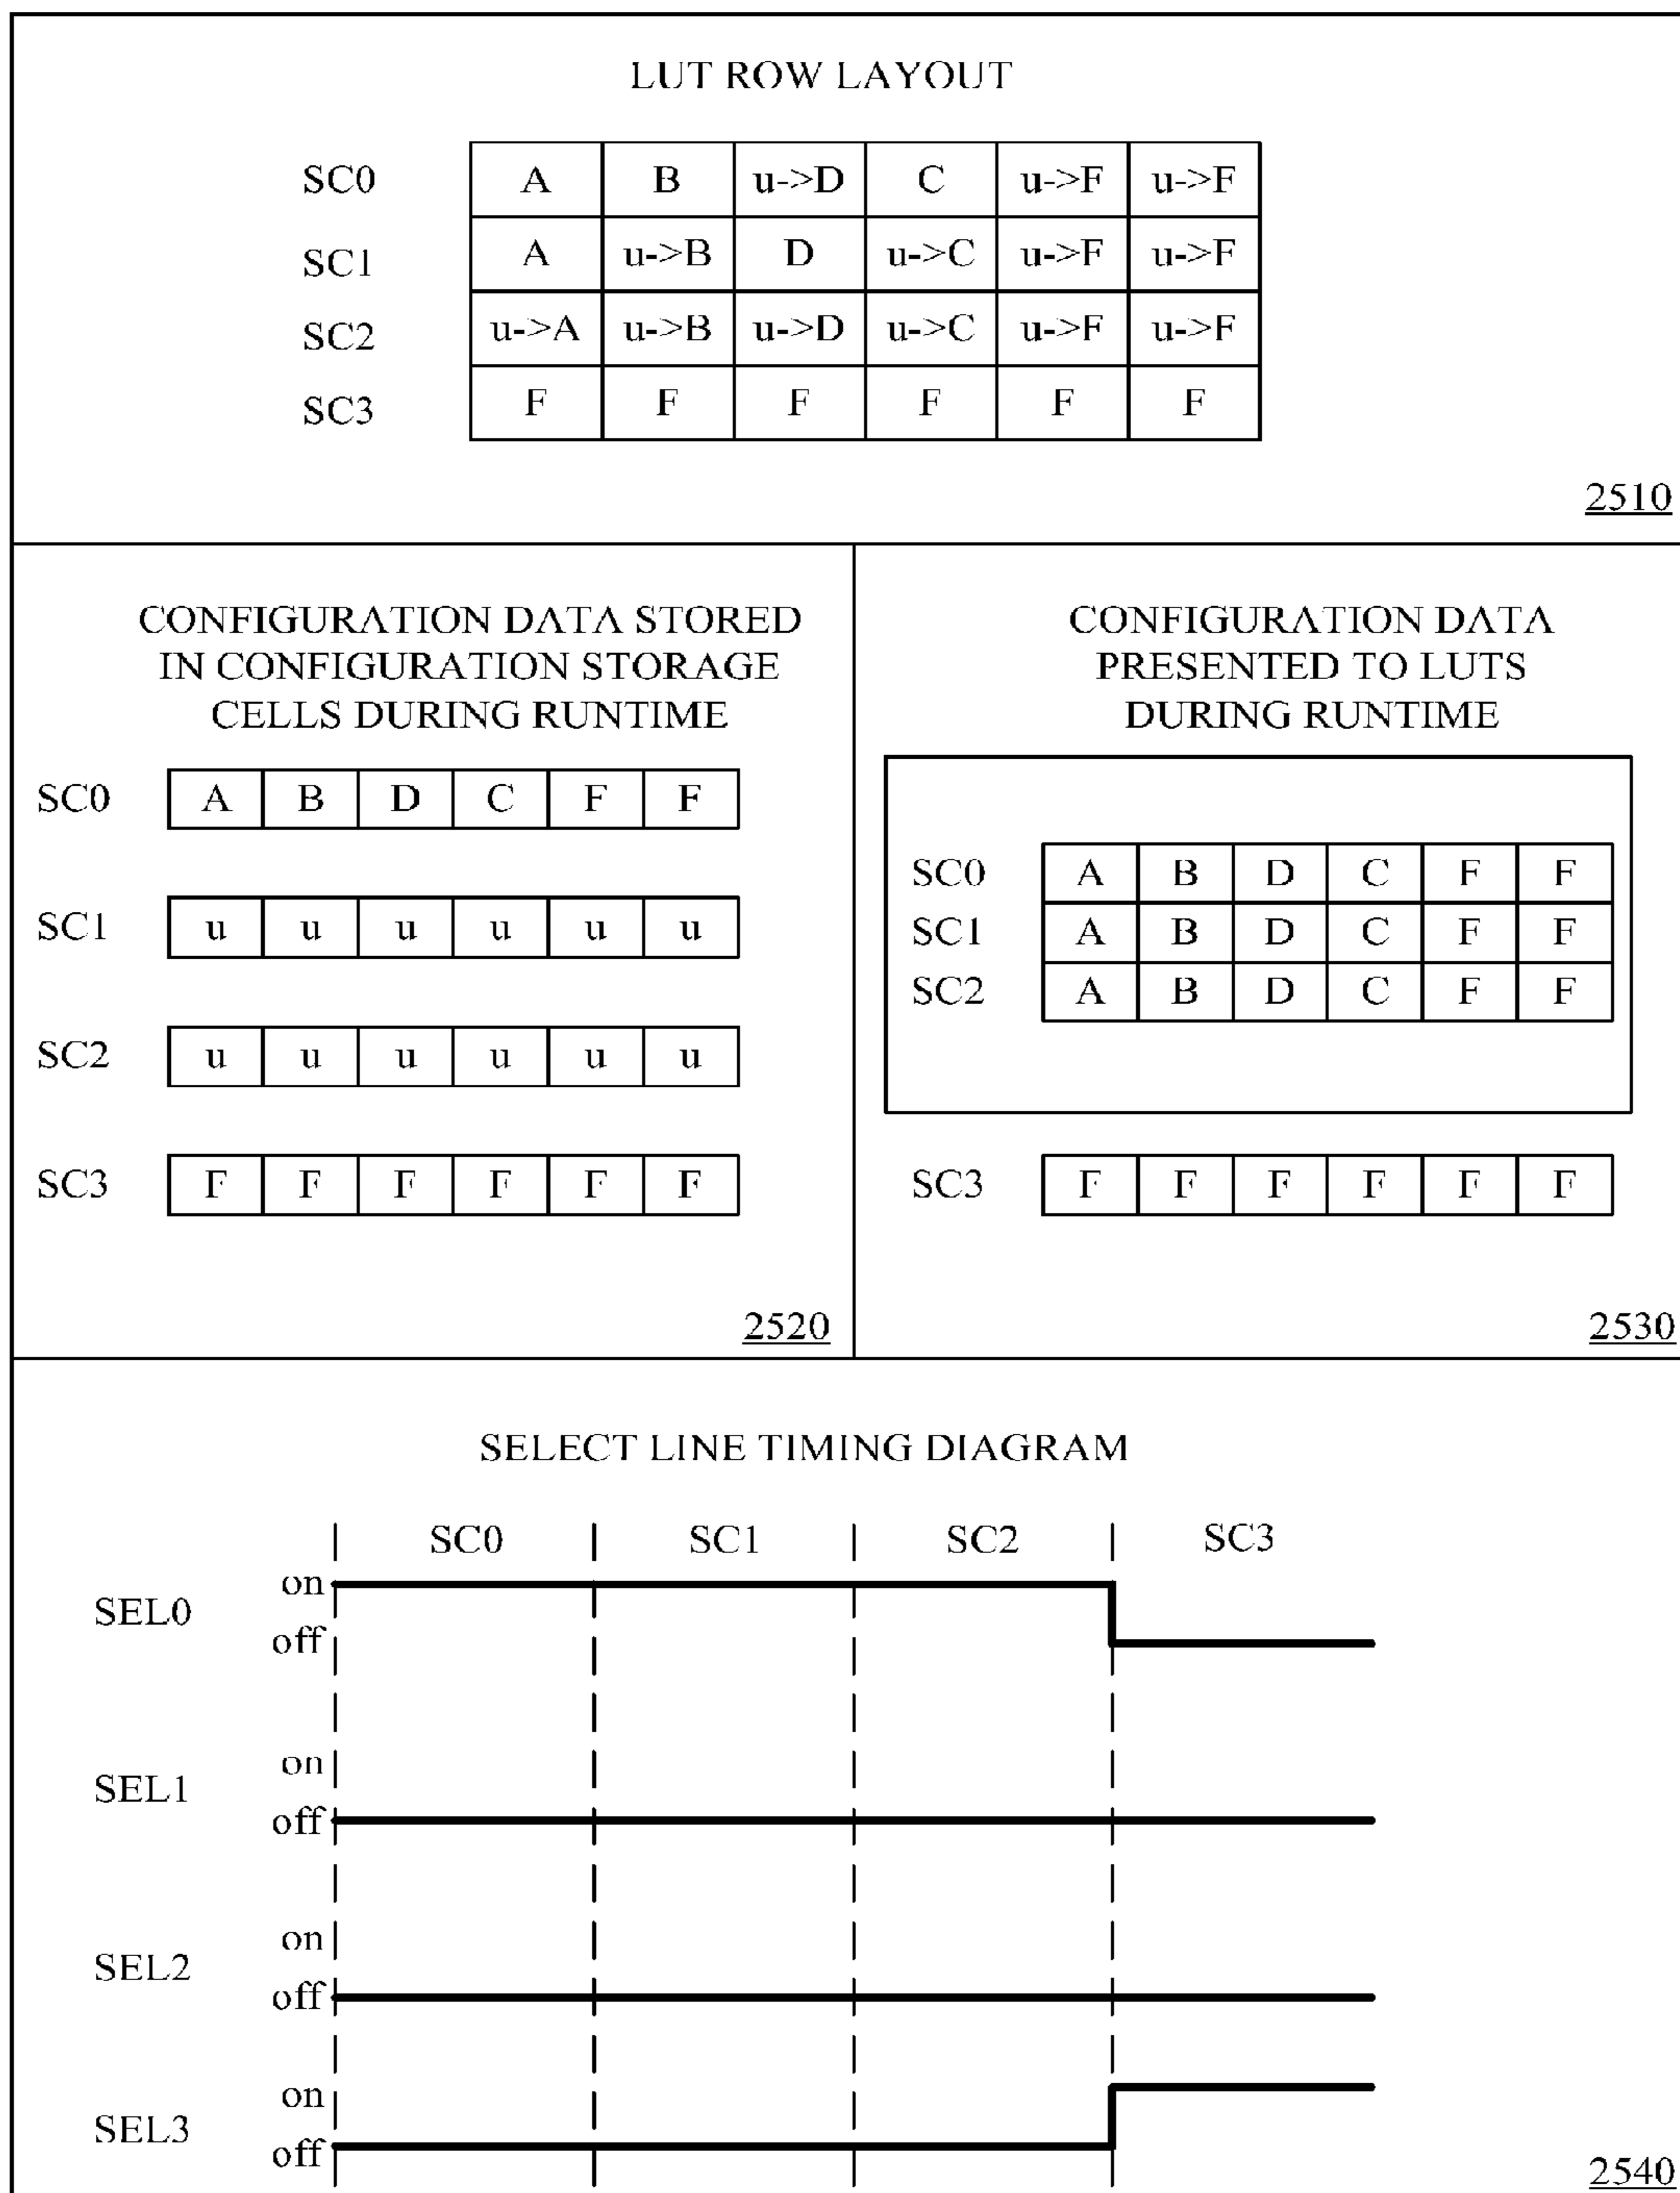 LUT ROW LAYOUT
SC0 A B u->D C u->F u->F
SC1 A u->B D u->C u->F u->F
SC2 u->A u->B u->D u->C u->F u->F
SC3 F F F F F F
2510
CONFIGURATION DATA STORED
IN CONFIGURATION STORAGE
CELLS DURING RUNTIME
SC0 A B D C F F
SC1 u u u u u u
SC2 u u u u u u
SC3 F F F F F F
2520
CONFIGURATION DATA
PRESENTED TO LUTS
DURING RUNTIME
SC0 A B D C F F
SC1 A B D C F F
SC2 A B D C F F
SC3 F F F F F F
2530
SELECT LINE TIMING DIAGRAM
SC0 SC1 SC2 SC3
SEL0 on
off
SEL1 on
off
SEL2 on
off
SEL3 on
off
2540